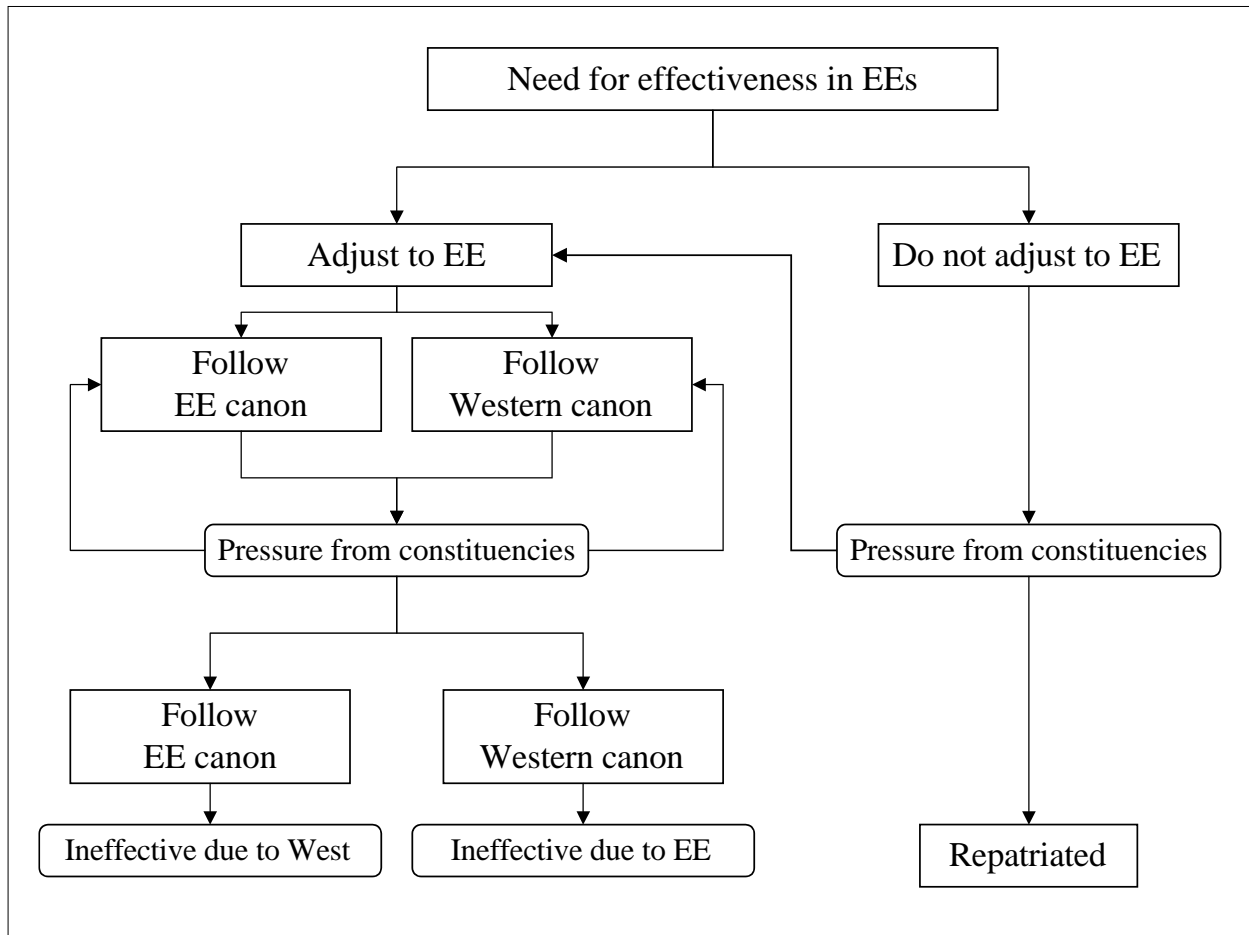 Need for effectiveness in EEs
Adjust to EE
Do not adjust to EE
Follow
EE canon
Follow
Western canon
Pressure from constituencies
Pressure from constituencies
Follow
EE canon
Follow
Western canon
Ineffective due to West
Ineffective due to EE
Repatriated